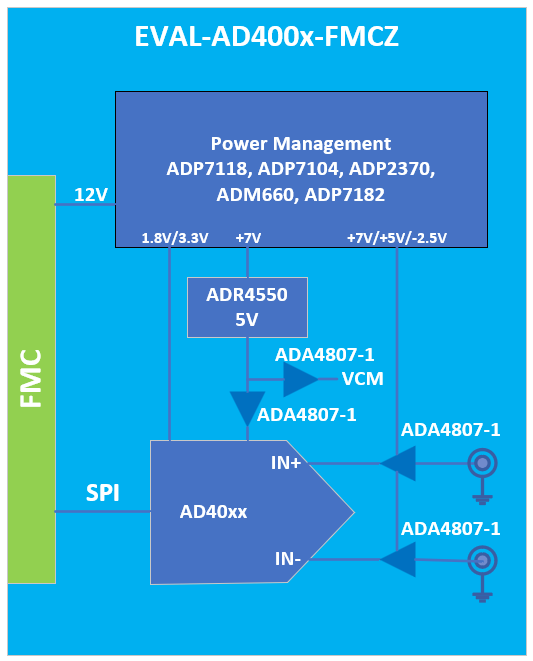 EVAL-AD400x-FMCZ
Power Management
ADP7118, ADP7104, ADP2370,
ADM660, ADP7182
12V
1.8V/3.3V
+7V
+7V/+5V/-2.5V
ADR4550
5V
ADA4807-1
VCM
ADA4807-1
FMC
ADA4807-1
IN+
SPI
AD40xx
ADA4807-1
IN-